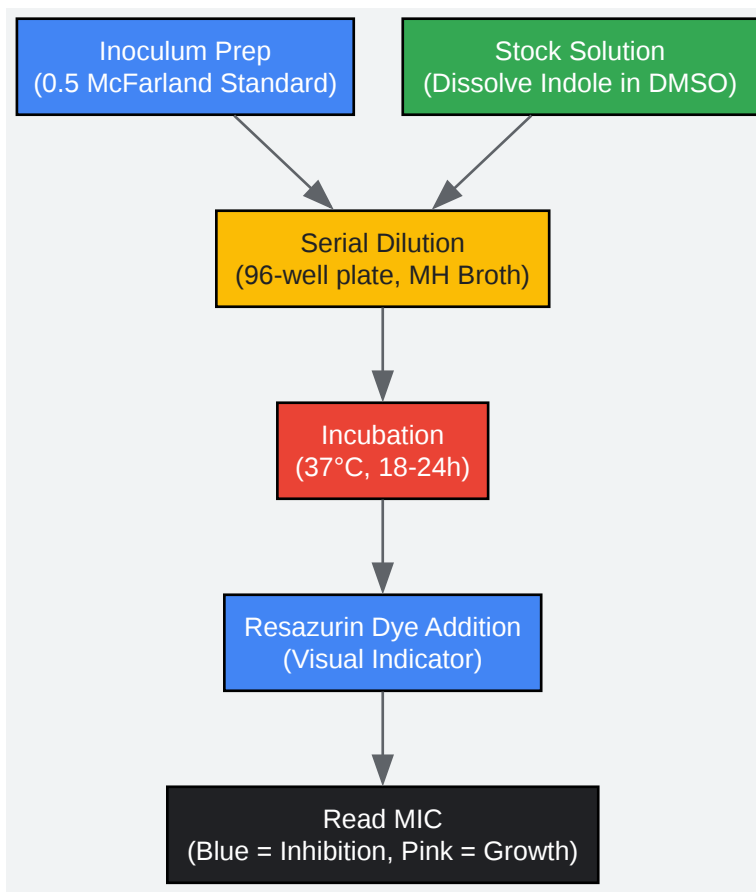 Inoculum Prep
(0.5 McFarland Standard)
Stock Solution
(Dissolve Indole in DMSO)
Serial Dilution
(96-well plate, MH Broth)
Incubation
(37°C, 18-24h)
Resazurin Dye Addition
(Visual Indicator)
Read MIC
(Blue = Inhibition, Pink = Growth)